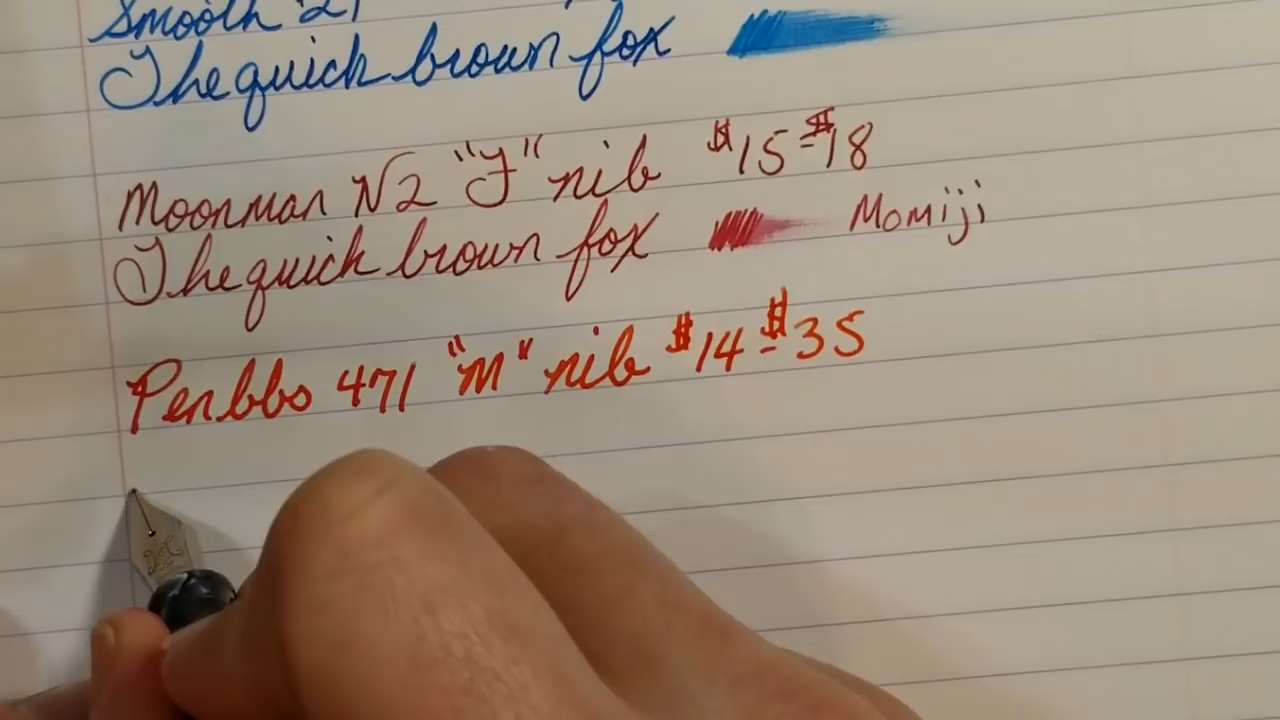 Smooth 21
The quick brown fox
Moonman N2 "F" nib $15-$18
The quick brown fox Momiji
Penbbs 471 "M" nib $14-$35